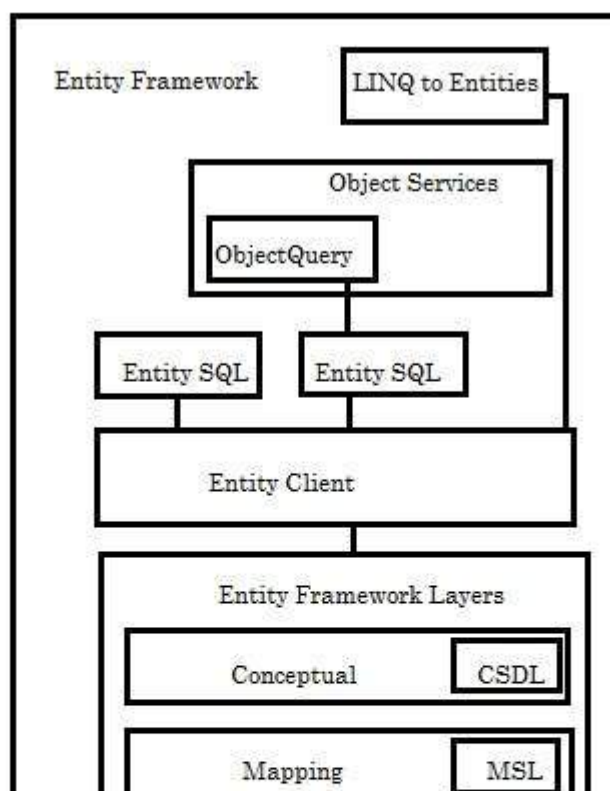 Entity Framework
LINQ to Entities
Object Services
ObjectQuery
Entity SQL
Entity SQL
Entity Client
Entity Framework Layers
Conceptual
CSDL
Mapping
MSL